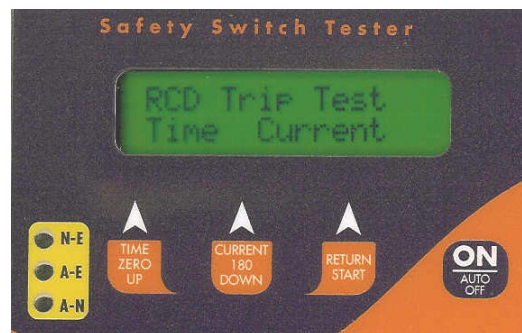 Safety Switch Tester
RCD Trip Test
Time Current
N-E
A-E
A-N
TIME
ZERO
UP
CURRENT
180
DOWN
RETURN
START
ON
AUTO
OFF